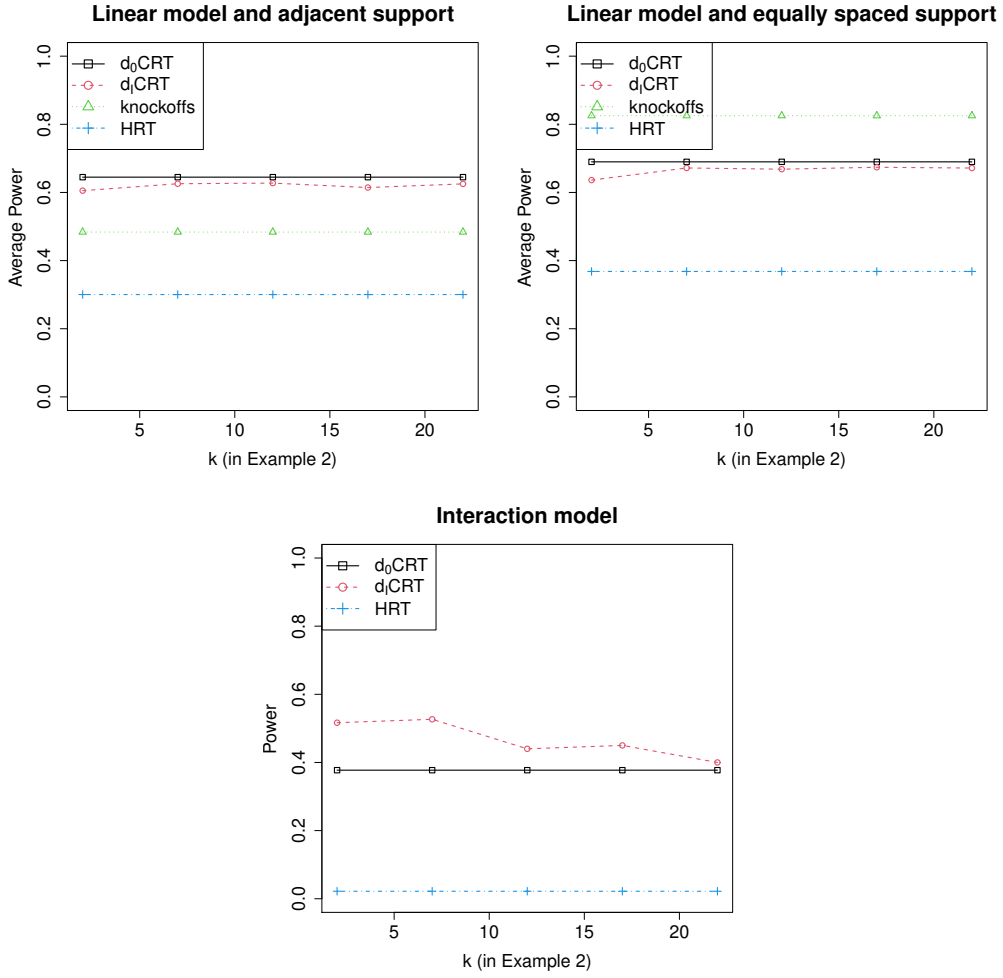 Linear model and adjacent support
Average Power
0.0 0.2 0.4 0.6 0.8 1.0
d₀CRT
dₗCRT
knockoffs
HRT
5 10 15 20
k (in Example 2)
Linear model and equally spaced support
Average Power
0.0 0.2 0.4 0.6 0.8 1.0
d₀CRT
dₗCRT
knockoffs
HRT
5 10 15 20
k (in Example 2)
Interaction model
Power
0.0 0.2 0.4 0.6 0.8 1.0
d₀CRT
dₗCRT
HRT
5 10 15 20
k (in Example 2)